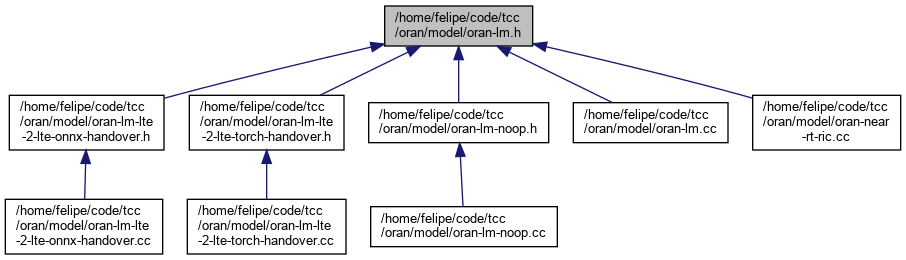 /home/felipe/code/tcc
/oran/model/oran-lm.h
/home/felipe/code/tcc
/oran/model/oran-lm-lte
-2-lte-onnx-handover.h
/home/felipe/code/tcc
/oran/model/oran-lm-lte
-2-lte-torch-handover.h
/home/felipe/code/tcc
/oran/model/oran-lm-noop.h
/home/felipe/code/tcc
/oran/model/oran-lm.cc
/home/felipe/code/tcc
/oran/model/oran-near
-rt-ric.cc
/home/felipe/code/tcc
/oran/model/oran-lm-lte
-2-lte-onnx-handover.cc
/home/felipe/code/tcc
/oran/model/oran-lm-lte
-2-lte-torch-handover.cc
/home/felipe/code/tcc
/oran/model/oran-lm-noop.cc